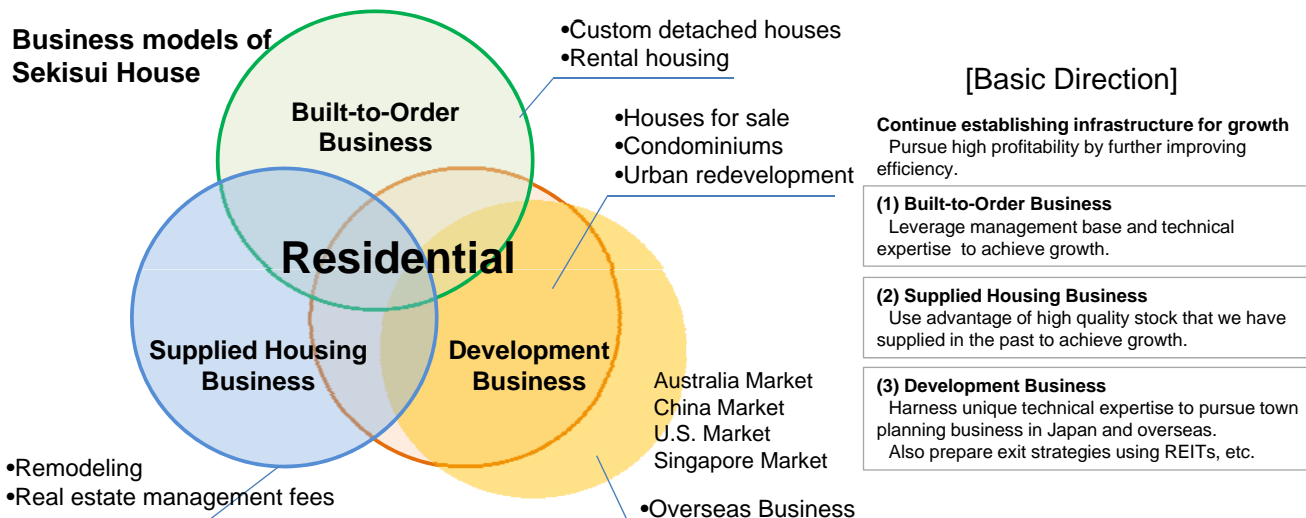 Business models of
Sekisui House
•Custom detached houses
•Rental housing
Built-to-Order
Business
•Houses for sale
•Condominiums
•Urban redevelopment
Residential
Supplied Housing
Business
Development
Business
Australia Market
China Market
U.S. Market
Singapore Market
•Remodeling
•Real estate management fees
•Overseas Business
[Basic Direction]
Continue establishing infrastructure for growth
Pursue high profitability by further improving
efficiency.
(1) Built-to-Order Business
Leverage management base and technical
expertise to achieve growth.
(2) Supplied Housing Business
Use advantage of high quality stock that we have
supplied in the past to achieve growth.
(3) Development Business
Harness unique technical expertise to pursue town
planning business in Japan and overseas.
Also prepare exit strategies using REITs, etc.